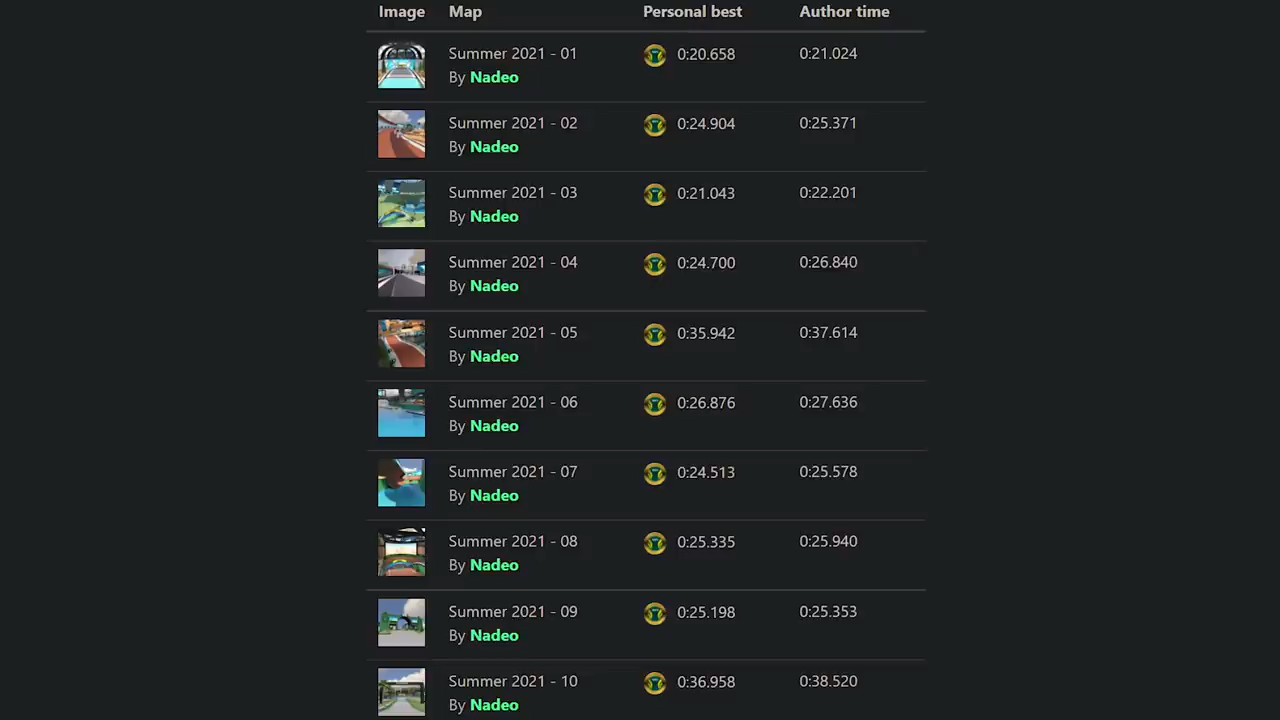 Image Map Personal best Author time
Summer 2021 - 01 0:20.658 0:21.024
By Nadeo
Summer 2021 - 02 0:24.904 0:25.371
By Nadeo
Summer 2021 - 03 0:21.043 0:22.201
By Nadeo
Summer 2021 - 04 0:24.700 0:26.840
By Nadeo
Summer 2021 - 05 0:35.942 0:37.614
By Nadeo
Summer 2021 - 06 0:26.876 0:27.636
By Nadeo
Summer 2021 - 07 0:24.513 0:25.578
By Nadeo
Summer 2021 - 08 0:25.335 0:25.940
By Nadeo
Summer 2021 - 09 0:25.198 0:25.353
By Nadeo
Summer 2021 - 10 0:36.958 0:38.520
By Nadeo